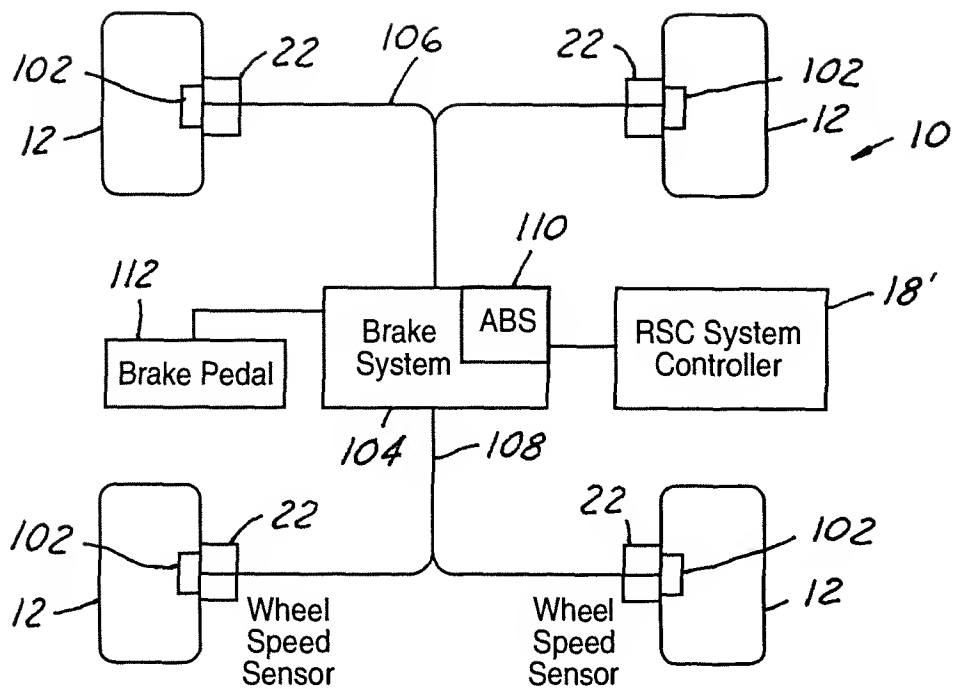 106
22
22
102
102
12
12
10
110
112
18'
ABS
Brake
System
RSC System
Controller
Brake Pedal
104
108
22
22
102
102
12
12
Wheel
Speed
Sensor
Wheel
Speed
Sensor